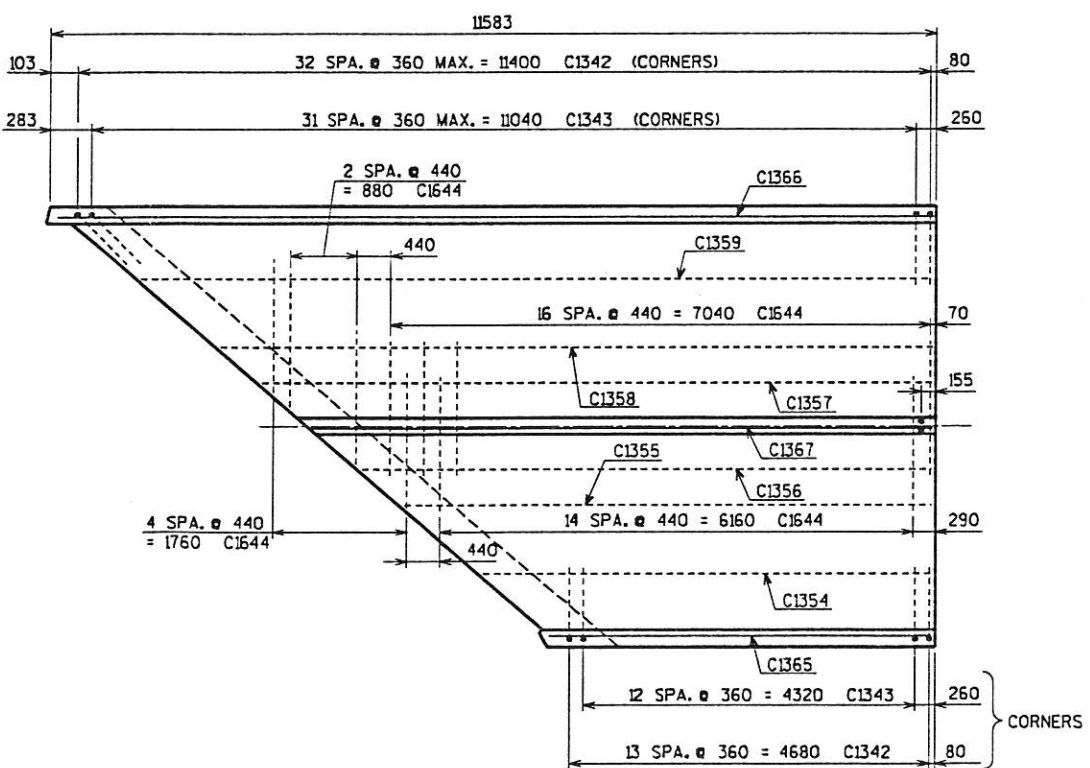 11583
103
32 SPA. @ 360 MAX. = 11400 C1342 (CORNERS)
80
283
31 SPA. @ 360 MAX. = 11040 C1343 (CORNERS)
260
2 SPA. @ 440
= 880 C1644
C1366
440
C1359
16 SPA. @ 440 = 7040 C1644
70
C1358
C1357
155
C1355
C1367
C1356
4 SPA. @ 440
= 1760 C1644
14 SPA. @ 440 = 6160 C1644
290
440
C1354
C1365
12 SPA. @ 360 = 4320 C1343
260
CORNERS
13 SPA. @ 360 = 4680 C1342
80